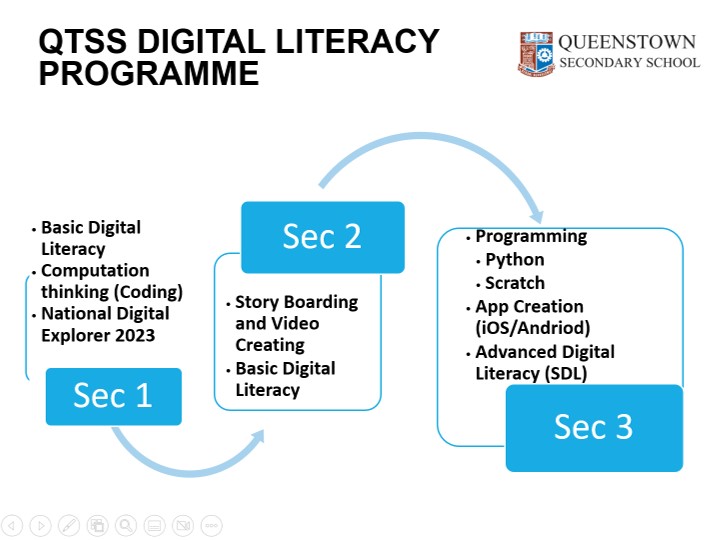 QTSS DIGITAL LITERACY
PROGRAMME
QUEENSTOWN
SECONDARY SCHOOL
• Basic Digital
Literacy
• Computation
thinking (Coding)
• National Digital
Explorer 2023
Sec 1
Sec 2
• Story Boarding
and Video
Creating
• Basic Digital
Literacy
• Programming
• Python
• Scratch
• App Creation
(iOS/Andriod)
• Advanced Digital
Literacy (SDL)
Sec 3